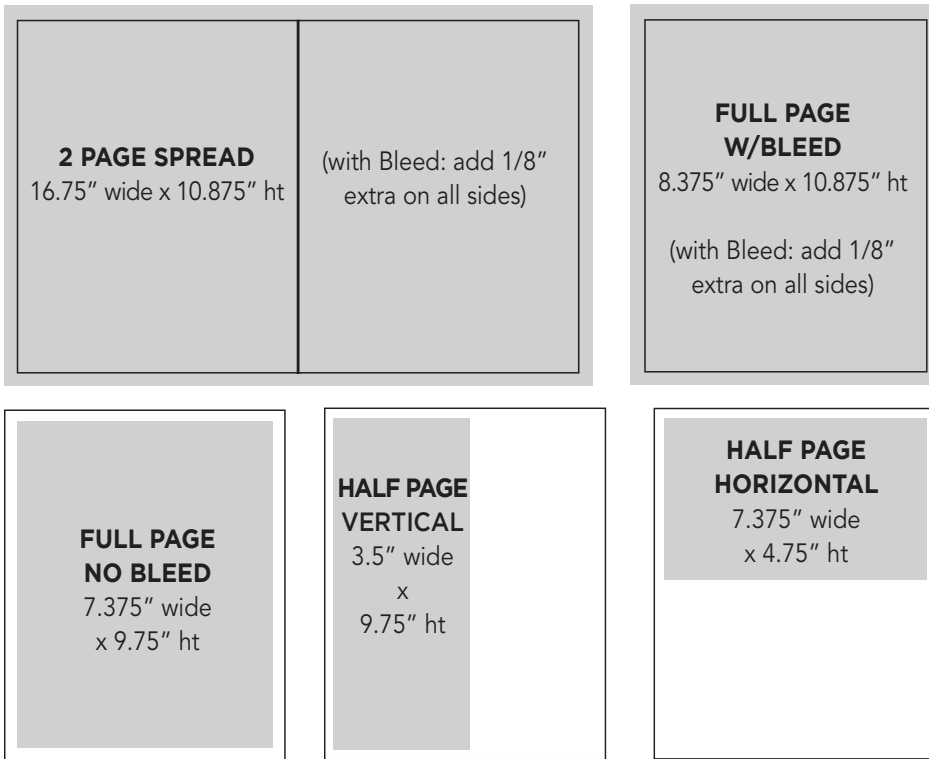 2 PAGE SPREAD
16.75″ wide x 10.875″ ht
(with Bleed: add 1/8″
extra on all sides)
FULL PAGE
W/BLEED
8.375″ wide x 10.875″ ht
(with Bleed: add 1/8″
extra on all sides)
FULL PAGE
NO BLEED
7.375″ wide
x 9.75″ ht
HALF PAGE
VERTICAL
3.5″ wide
x
9.75″ ht
HALF PAGE
HORIZONTAL
7.375″ wide
x 4.75″ ht